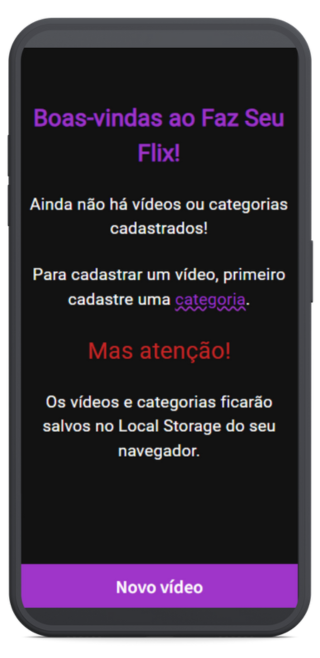 Boas-vindas ao Faz Seu
Flix!
Ainda não há vídeos ou categorias
cadastrados!
Para cadastrar um vídeo, primeiro
cadastre uma categoria.
Mas atenção!
Os vídeos e categorias ficarão
salvos no Local Storage do seu
navegador.
Novo vídeo